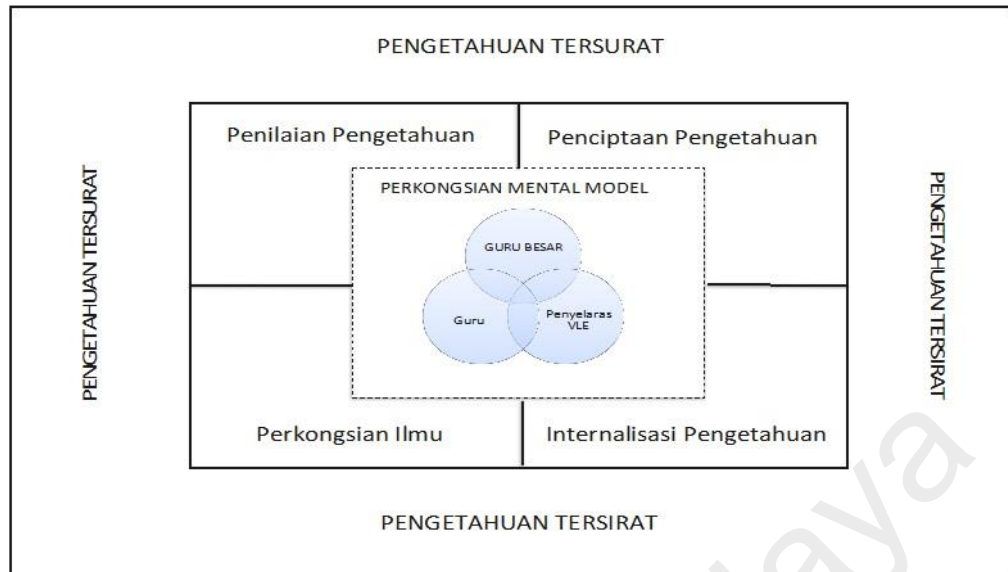 PENGETAHUAN TERSURAT
Penilaian Pengetahuan
Penciptaan Pengetahuan
PERKONGSIAN MENTAL MODEL
GURU BESAR
Guru
Penyelaras
VLE
PENGETAHUAN TERSURAT
PENGETAHUAN TERSIRAT
Perkongsian Ilmu
Internalisasi Pengetahuan
PENGETAHUAN TERSIRAT